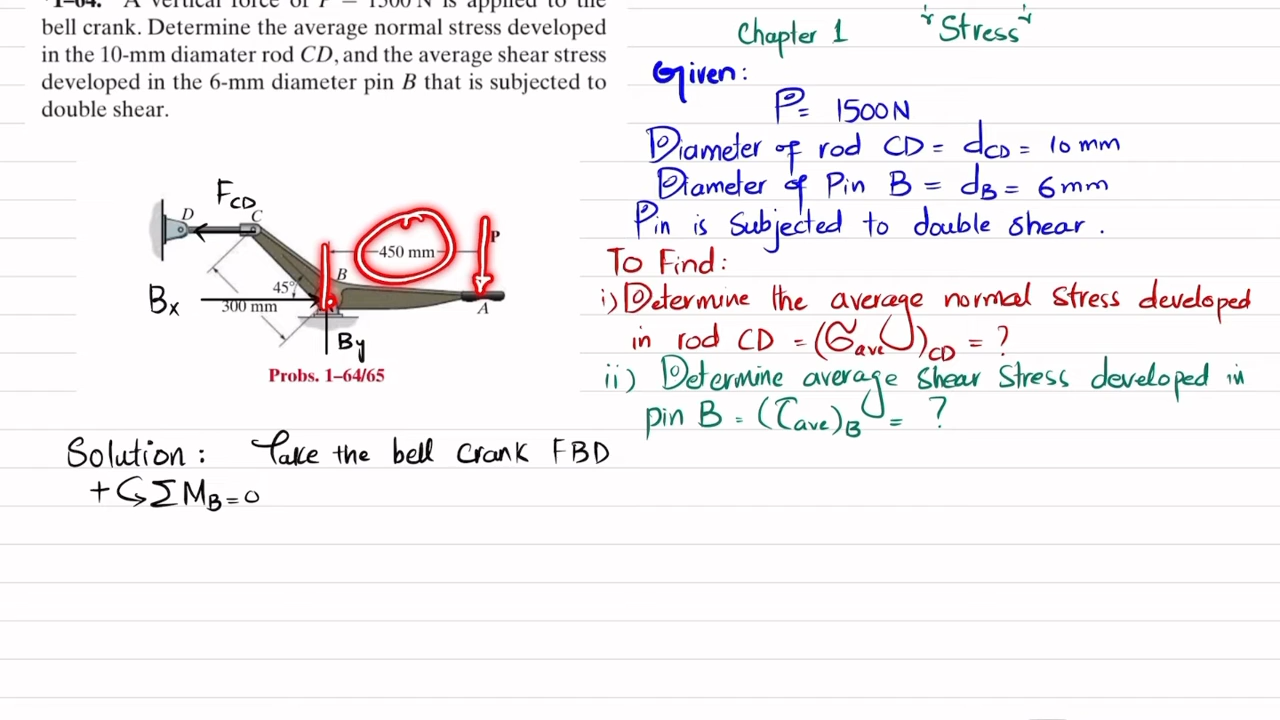 *1–64. A vertical force of P = 1500 N is applied to the
bell crank. Determine the average normal stress developed
in the 10-mm diamater rod CD, and the average shear stress
developed in the 6-mm diameter pin B that is subjected to
double shear.
Chapter 1 "Stress"
Given:
P = 1500N
Diameter of rod CD = dCD = 10 mm
Diameter of Pin B = dB = 6mm
Pin is Subjected to double shear.
To Find:
i) Determine the average normal stress developed
in rod CD = (σave)CD = ?
ii) Determine average shear stress developed in
pin B = (τave)B = ?
FCD
D
C
P
450 mm
B
45°
Bx
300 mm
A
By
Probs. 1–64/65
Solution: Take the bell crank FBD
+↺ΣMB=0